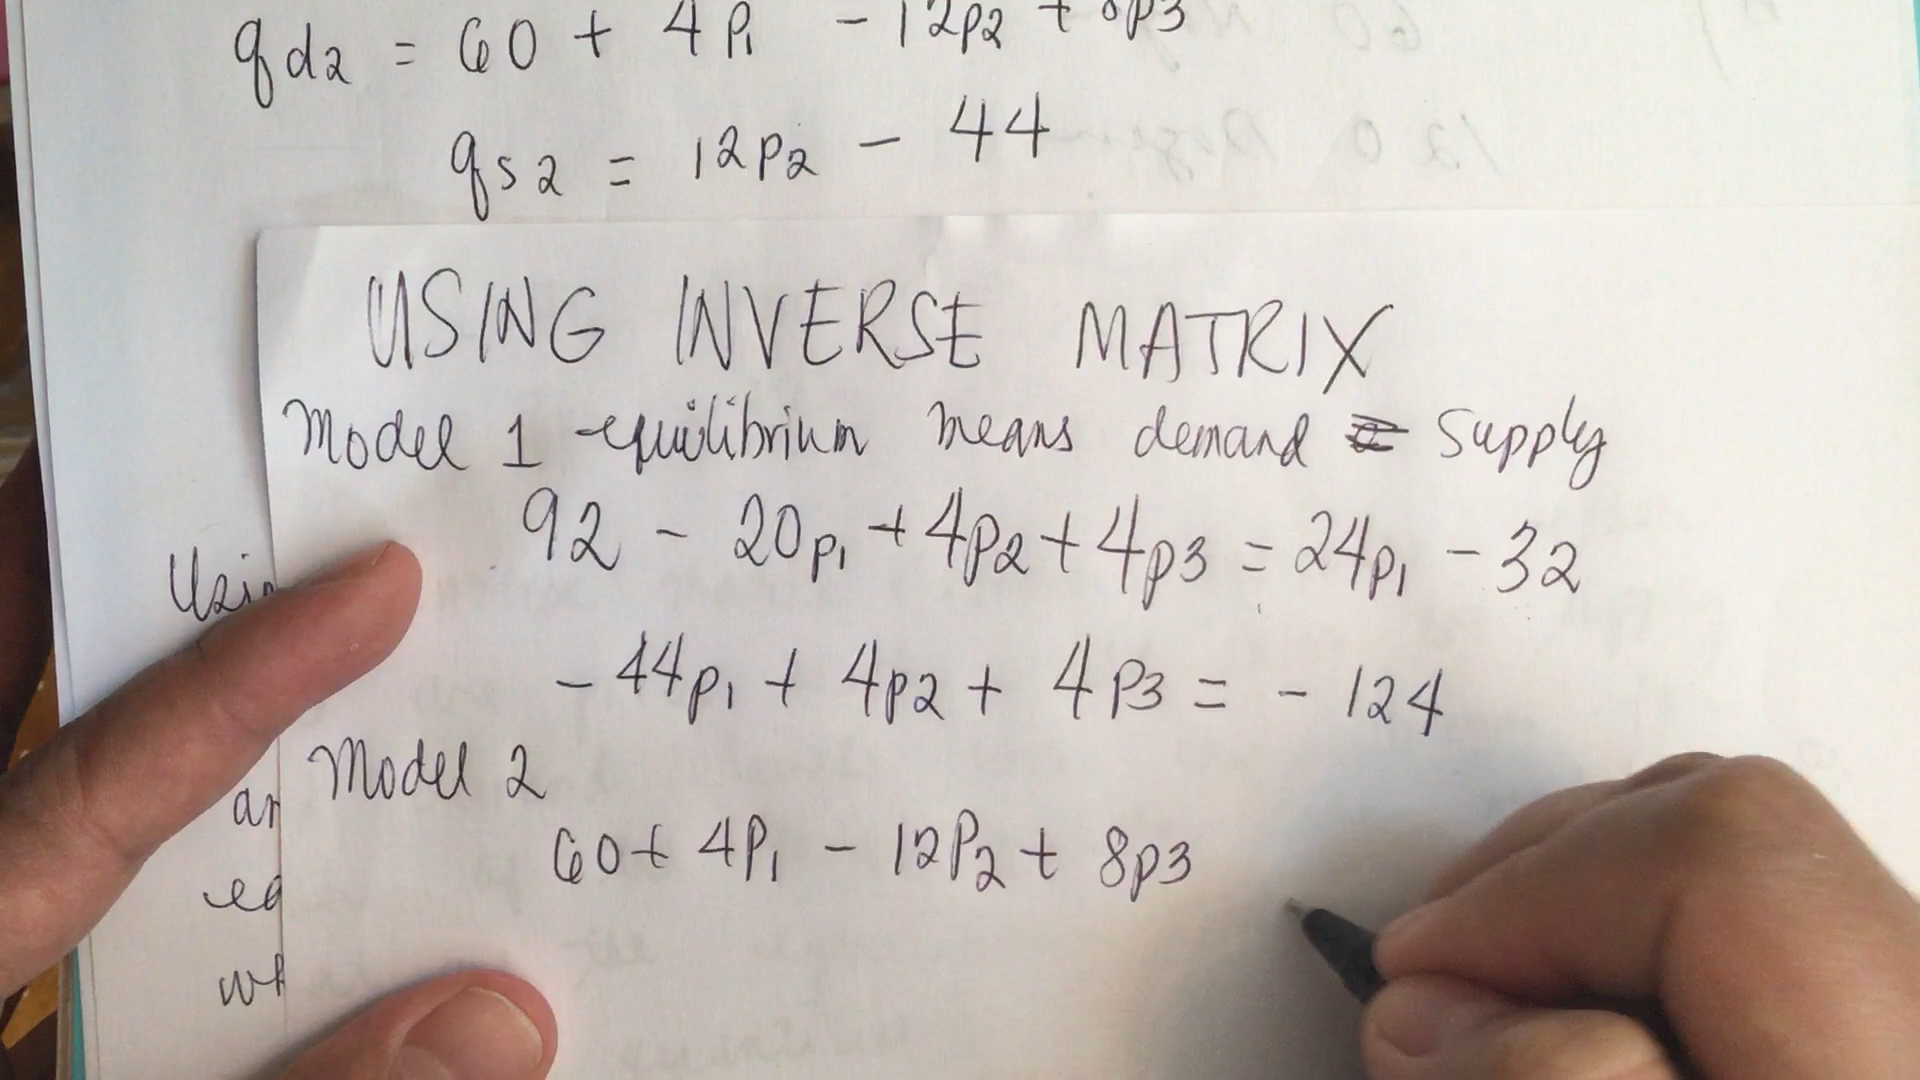 qd2 = 60 + 4P1 - 12p2 + 8p3
qs2 = 12p2 - 44
USING INVERSE MATRIX
Model 1 equilibrium means demand = Supply
92 - 20p1 + 4p2 + 4p3 = 24p1 - 32
- 44p1 + 4p2 + 4P3 = - 124
Model 2
60 + 4P1 - 12P2 + 8p3